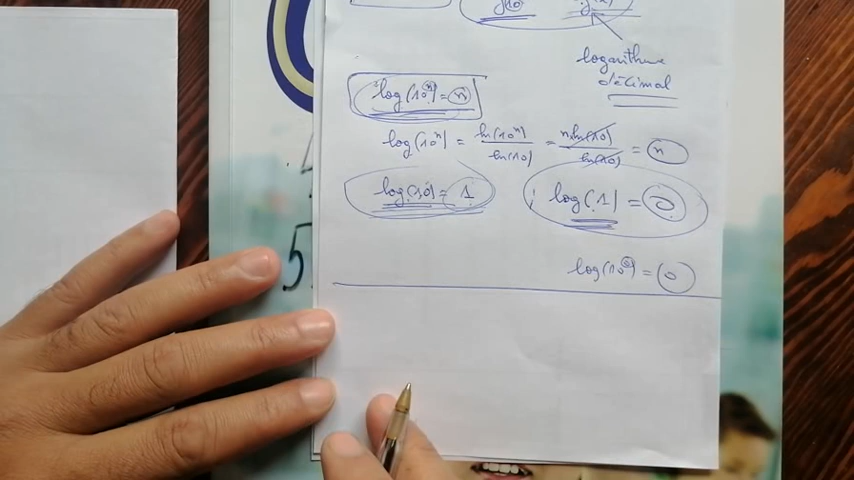 logarithme
décimal
log(10ⁿ) = n
log(10ⁿ) = ln(10ⁿ)/ln(10) = n ln(10)/ln(10) = n
log(10) = 1
log(1) = 0
5
log(10⁰) = 0